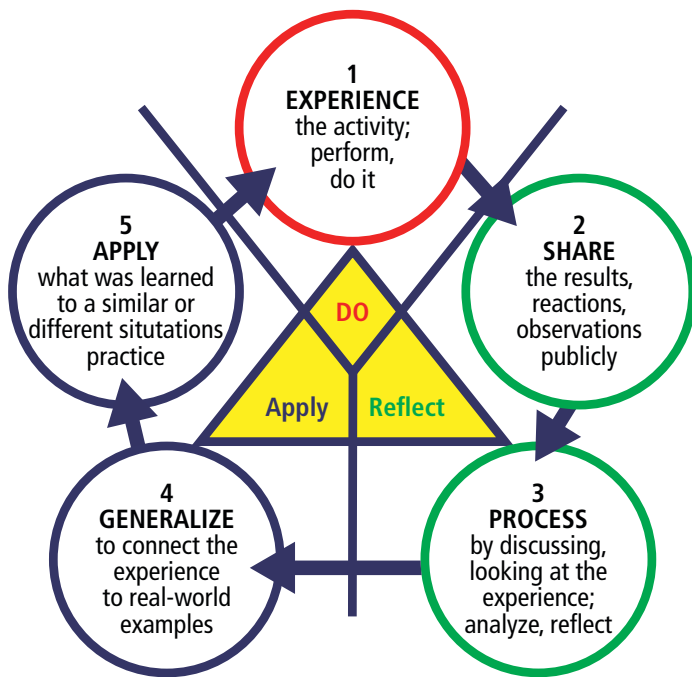 1
EXPERIENCE
the activity;
perform,
do it
2
SHARE
the results,
reactions,
observations
publicly
3
PROCESS
by discussing,
looking at the
experience;
analyze, reflect
4
GENERALIZE
to connect the
experience
to real-world
examples
5
APPLY
what was learned
to a similar or
different situtations
practice
DO
Apply
Reflect